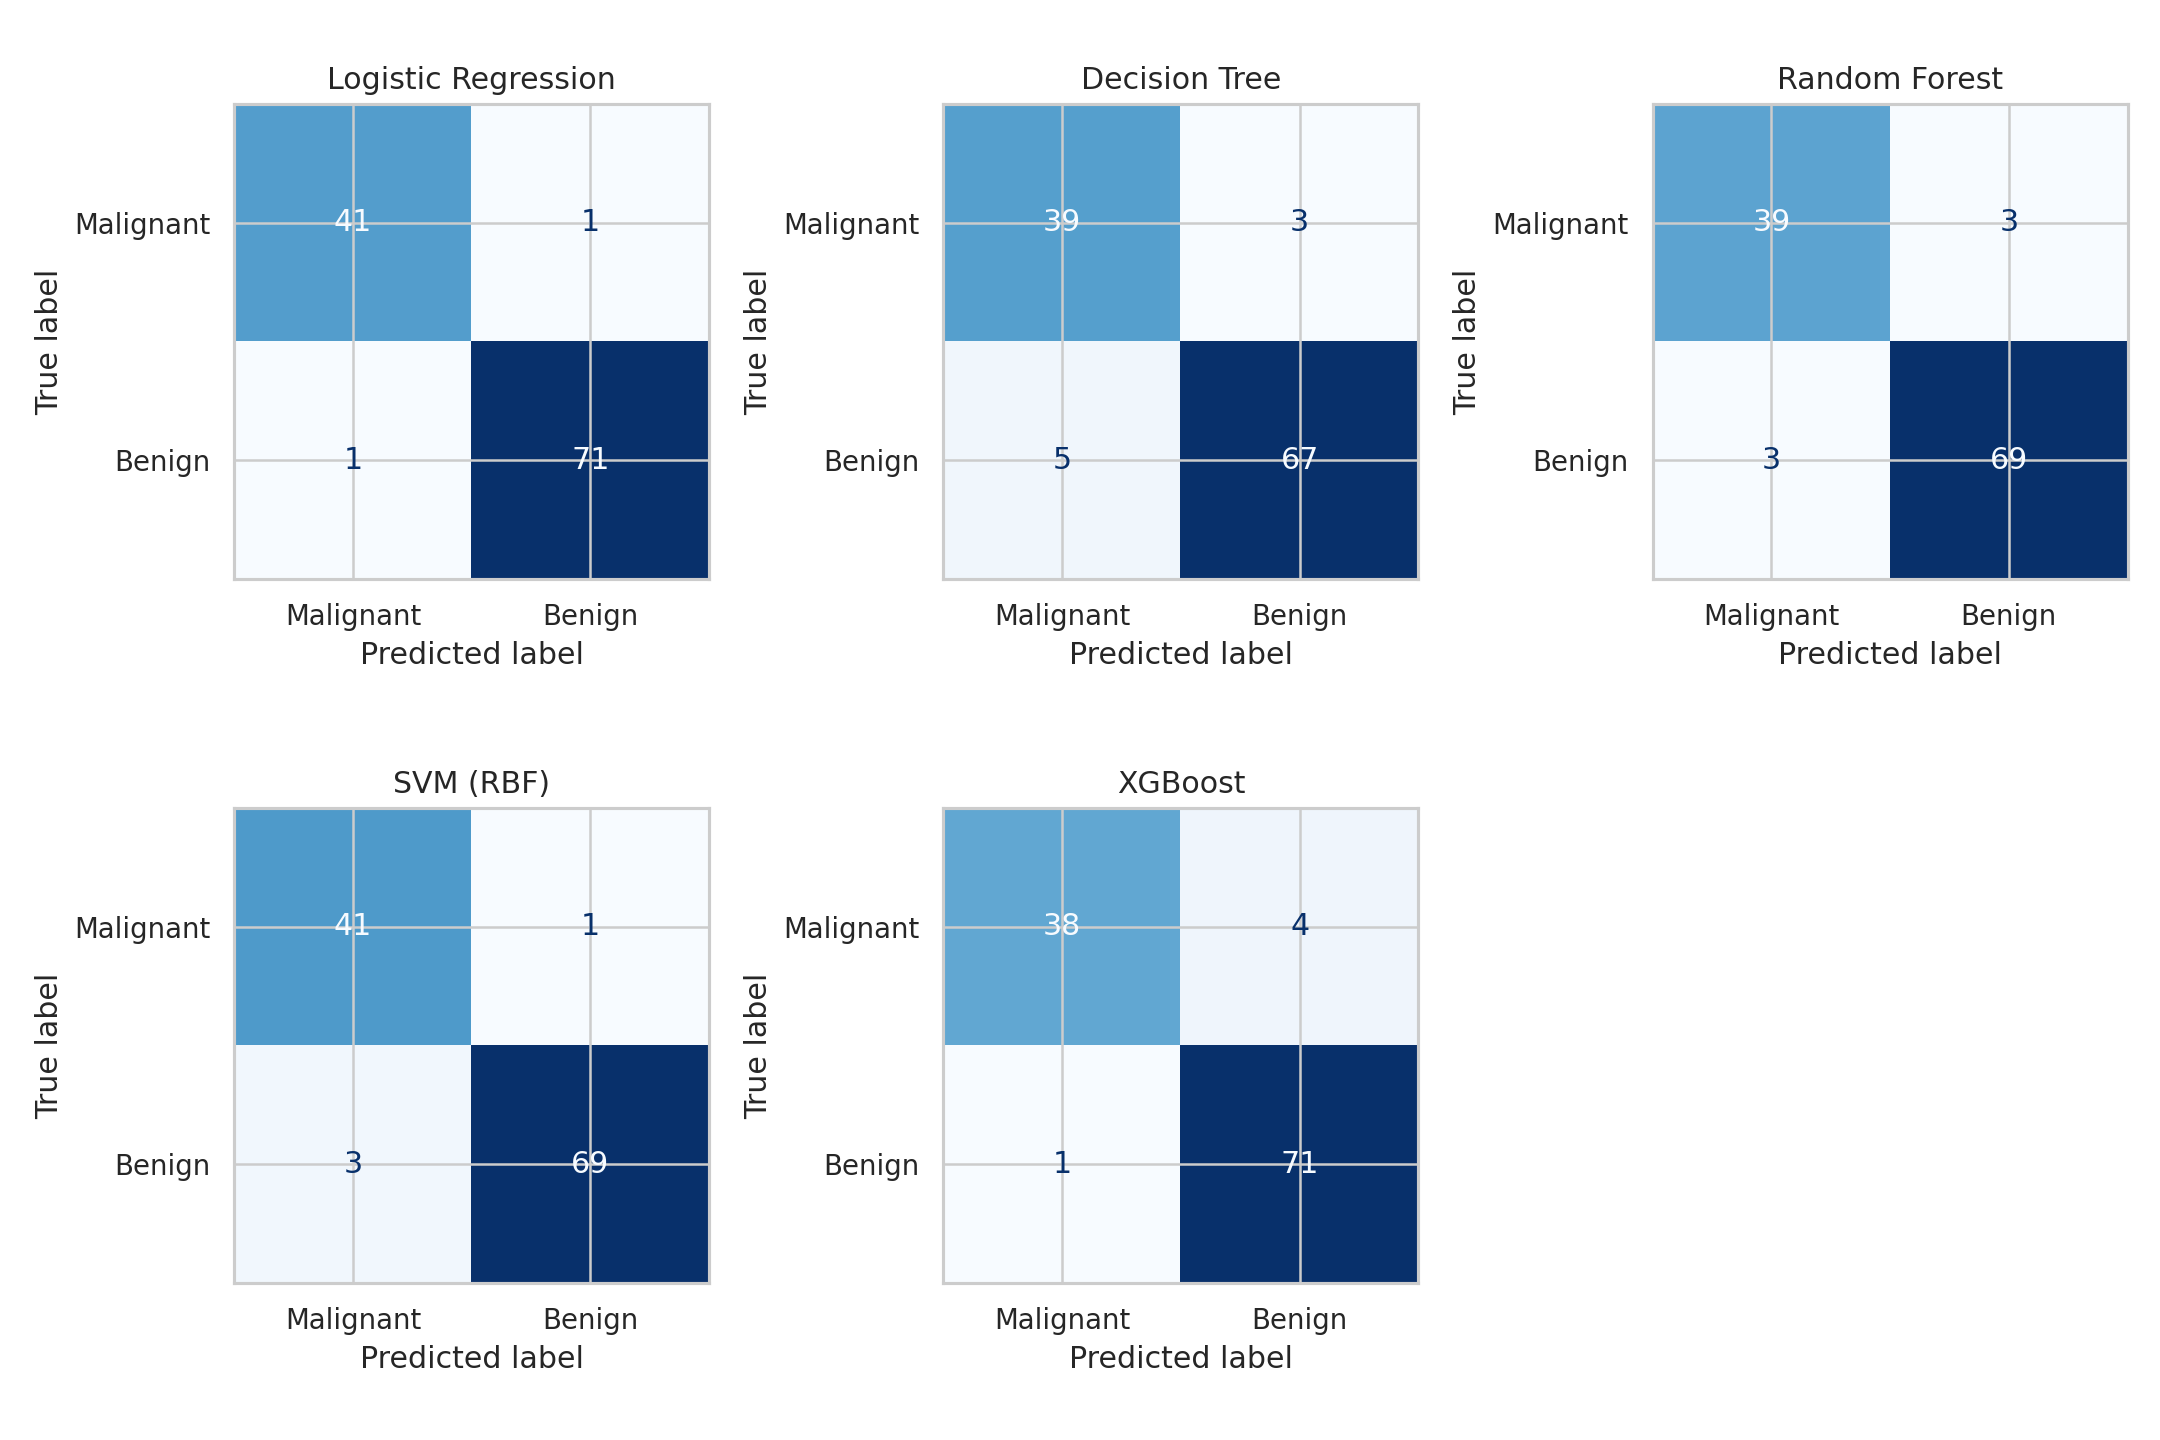 Logistic Regression
True label
Malignant
41
1
Benign
1
71
Malignant Benign
Predicted label
Decision Tree
True label
Malignant
39
3
Benign
5
67
Malignant Benign
Predicted label
Random Forest
True label
Malignant
39
3
Benign
3
69
Malignant Benign
Predicted label
SVM (RBF)
True label
Malignant
41
1
Benign
3
69
Malignant Benign
Predicted label
XGBoost
True label
Malignant
38
4
Benign
1
71
Malignant Benign
Predicted label